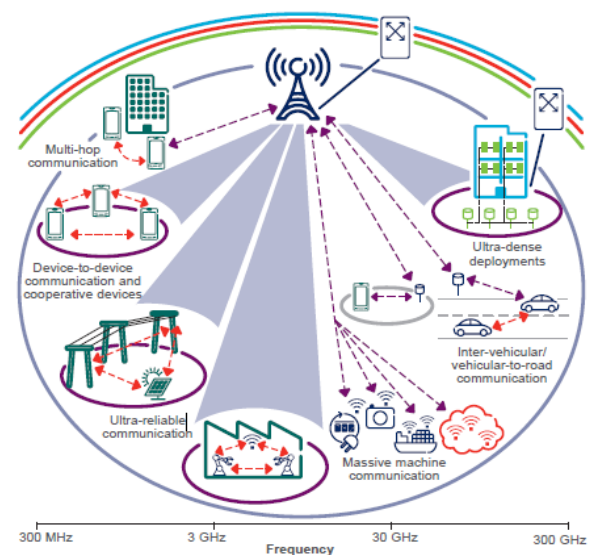 Multi-hop
communication
Device-to-device
communication and
cooperative devices
Ultra-reliable
communication
Ultra-dense
deployments
Inter-vehicular/
vehicular-to-road
communication
Massive machine
communication
300 MHz
3 GHz
30 GHz
300 GHz
Frequency